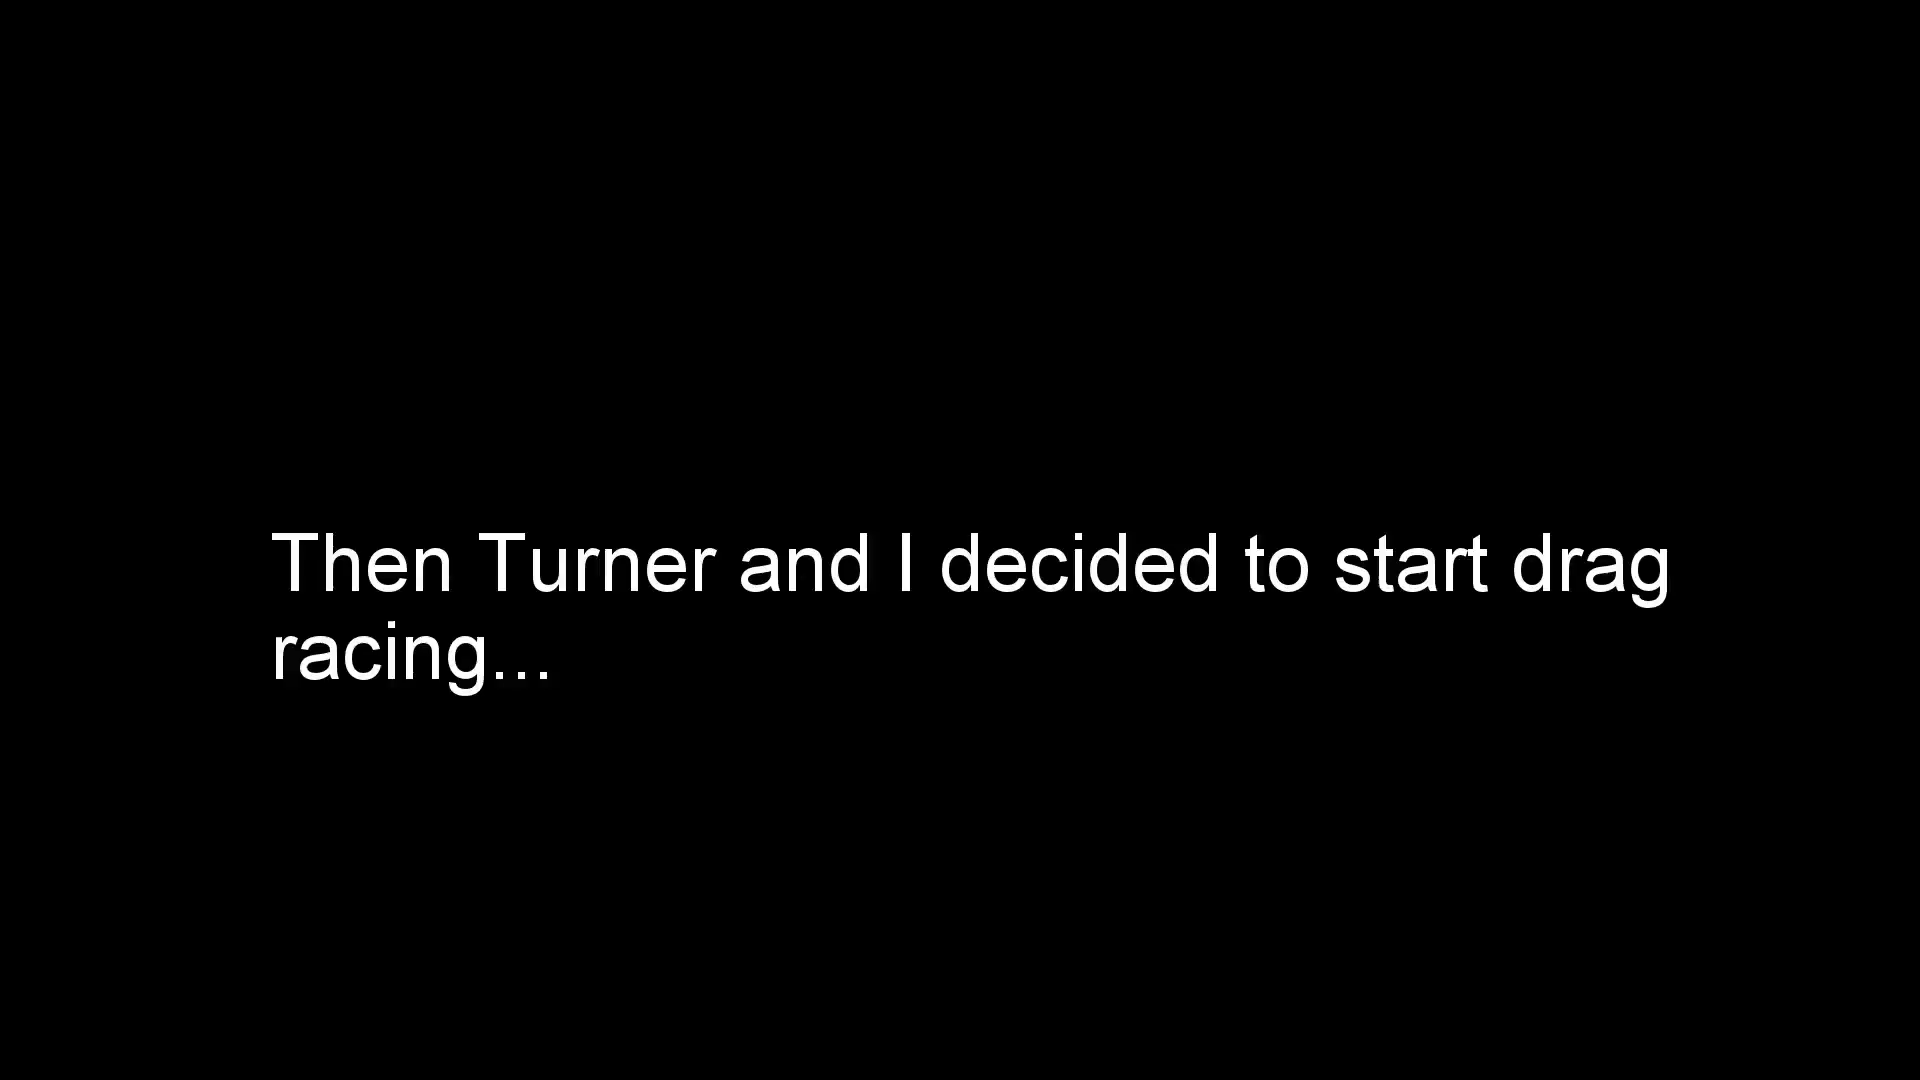 Then Turner and I decided to start drag
racing...